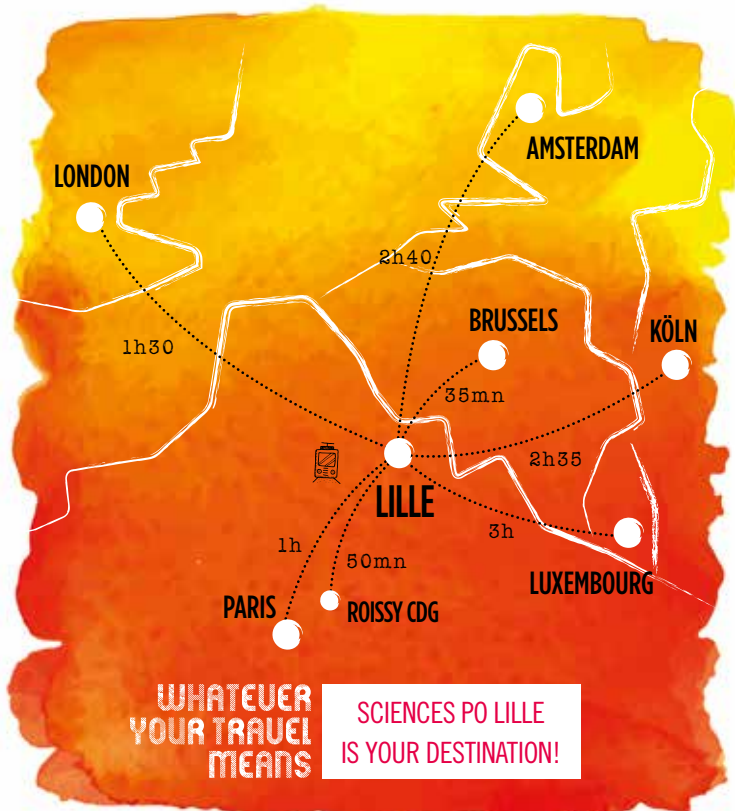 LONDON
AMSTERDAM
2h40
1h30
BRUSSELS
KÖLN
35mn
2h35
LILLE
3h
1h
50mn
LUXEMBOURG
PARIS
ROISSY CDG
WHATEVER
YOUR TRAVEL
MEANS
SCIENCES PO LILLE
IS YOUR DESTINATION!